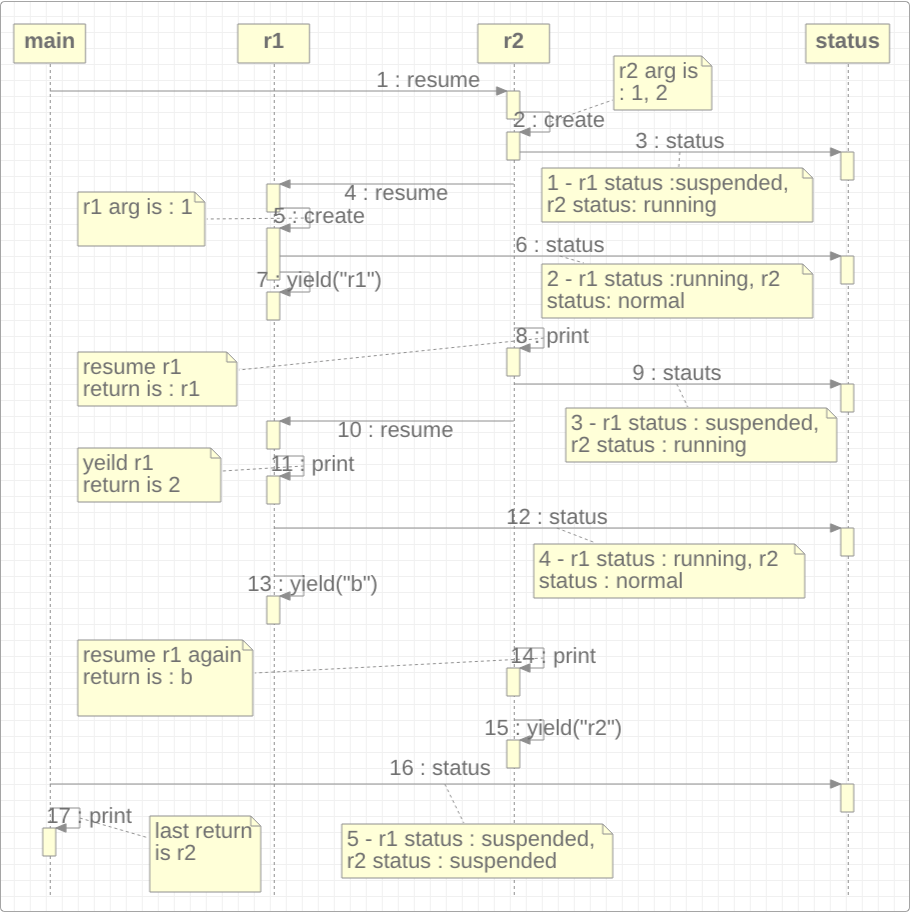 main
r1
r2
status
1 : resume
r2 arg is
: 1, 2
2 : create
3 : status
1 - r1 status :suspended,
r2 status: running
4 : resume
r1 arg is : 1
5 : create
6 : status
2 - r1 status :running, r2
status: normal
7 : yield("r1")
8 : print
resume r1
return is : r1
9 : stauts
3 - r1 status : suspended,
r2 status : running
10 : resume
yeild r1
return is 2
11 : print
12 : status
4 - r1 status : running, r2
status : normal
13 : yield("b")
resume r1 again
return is : b
14 : print
15 : yield("r2")
16 : status
17 : print
last return
is r2
5 - r1 status : suspended,
r2 status : suspended